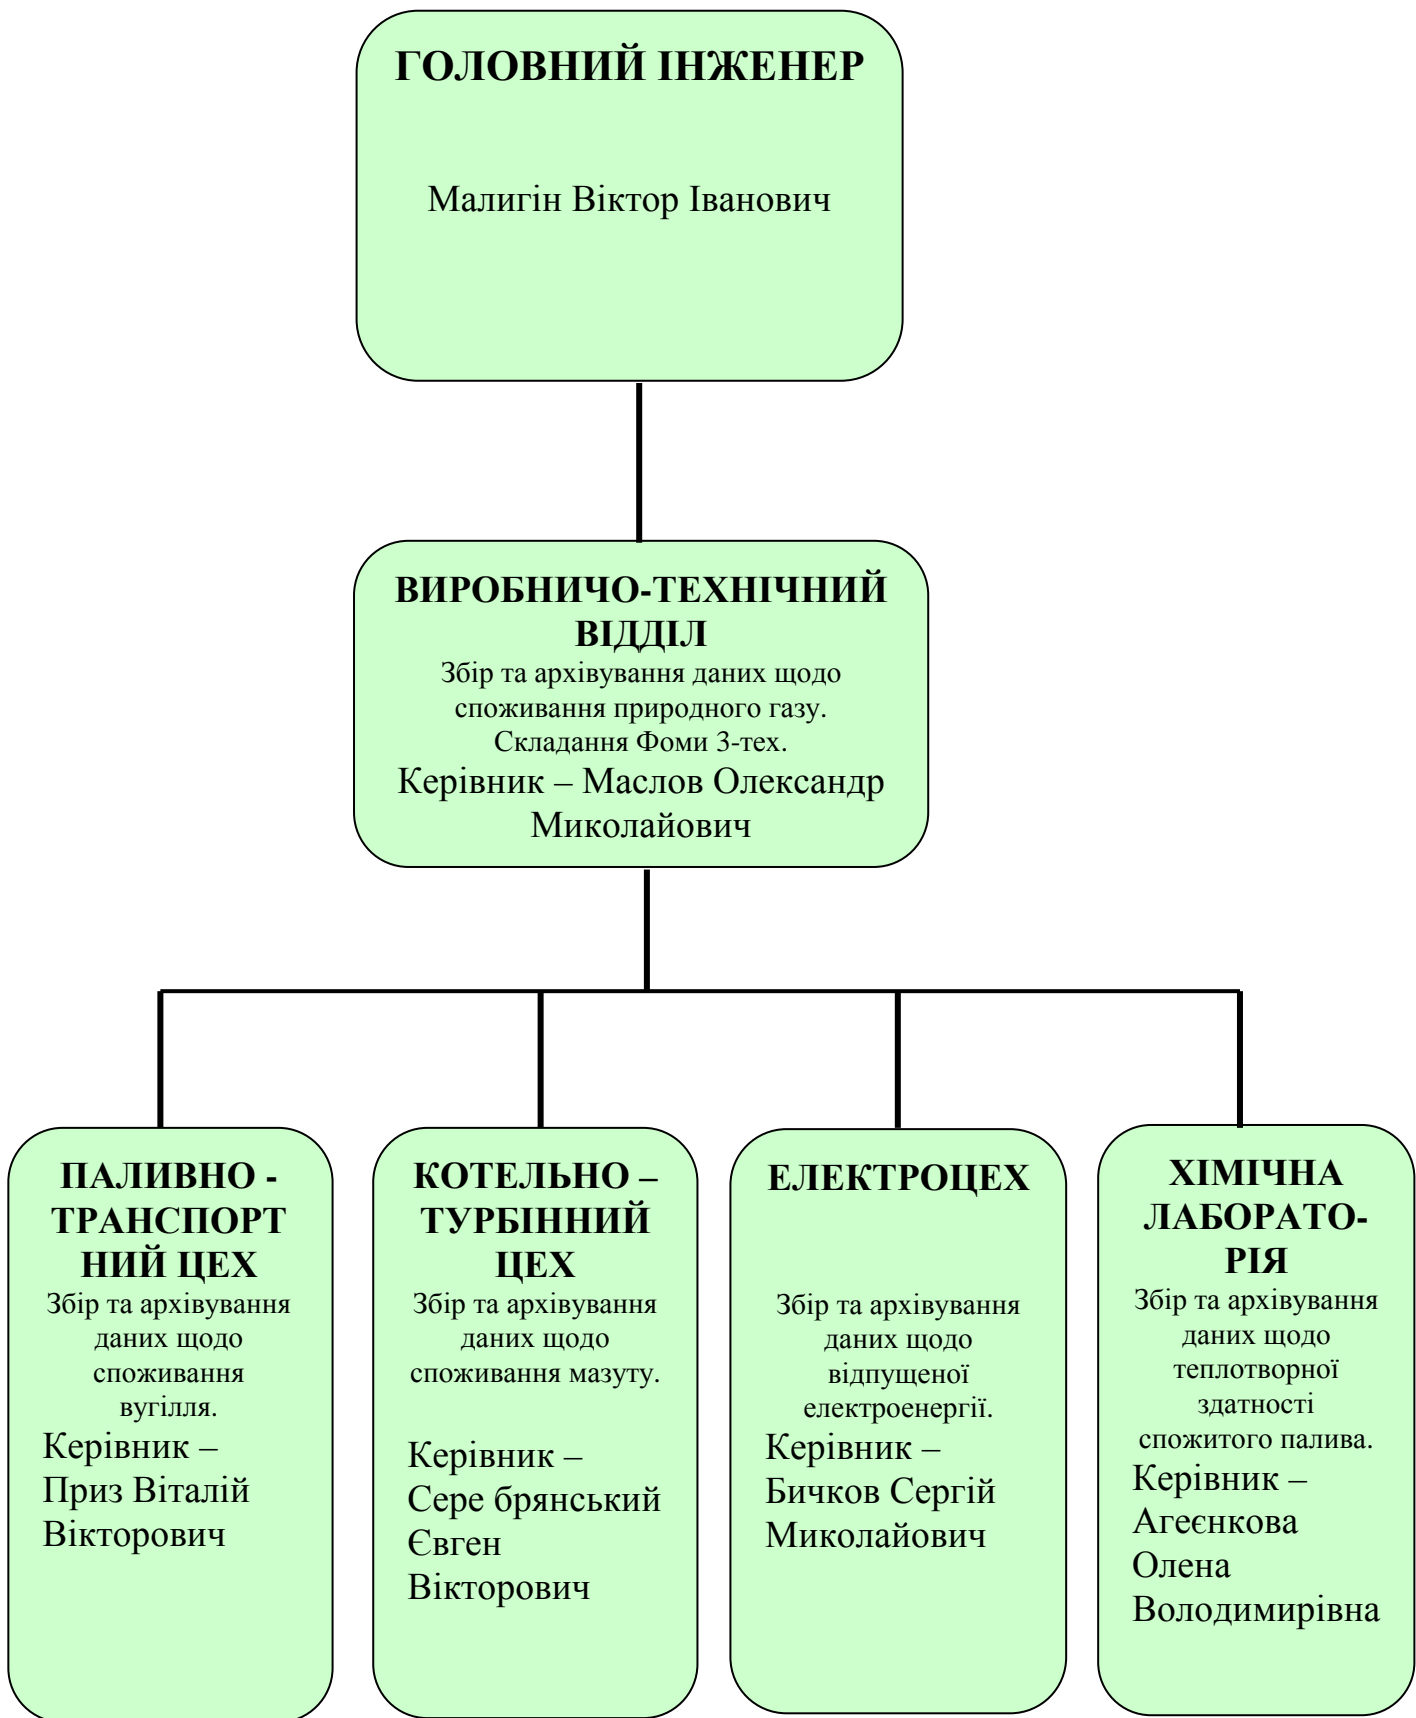 ГОЛОВНИЙ ІНЖЕНЕР
Малигін Віктор Іванович
ВИРОБНИЧО-ТЕХНІЧНИЙ
ВІДДІЛ
Збір та архівування даних щодо
споживання природного газу.
Складання Фоми 3-тех.
Керівник – Маслов Олександр
Миколайович
ПАЛИВНО -
ТРАНСПОРТ
НИЙ ЦЕХ
Збір та архівування
даних щодо
споживання
вугілля.
Керівник –
Приз Віталій
Вікторович
КОТЕЛЬНО –
ТУРБІННИЙ
ЦЕХ
Збір та архівування
даних щодо
споживання мазуту.
Керівник –
Сере брянський
Євген
Вікторович
ЕЛЕКТРОЦЕХ
Збір та архівування
даних щодо
відпущеної
електроенергії.
Керівник –
Бичков Сергій
Миколайович
ХІМІЧНА
ЛАБОРАТО-
РІЯ
Збір та архівування
даних щодо
теплотворної
здатності
спожитого палива.
Керівник –
Агеєнкова
Олена
Володимирівна